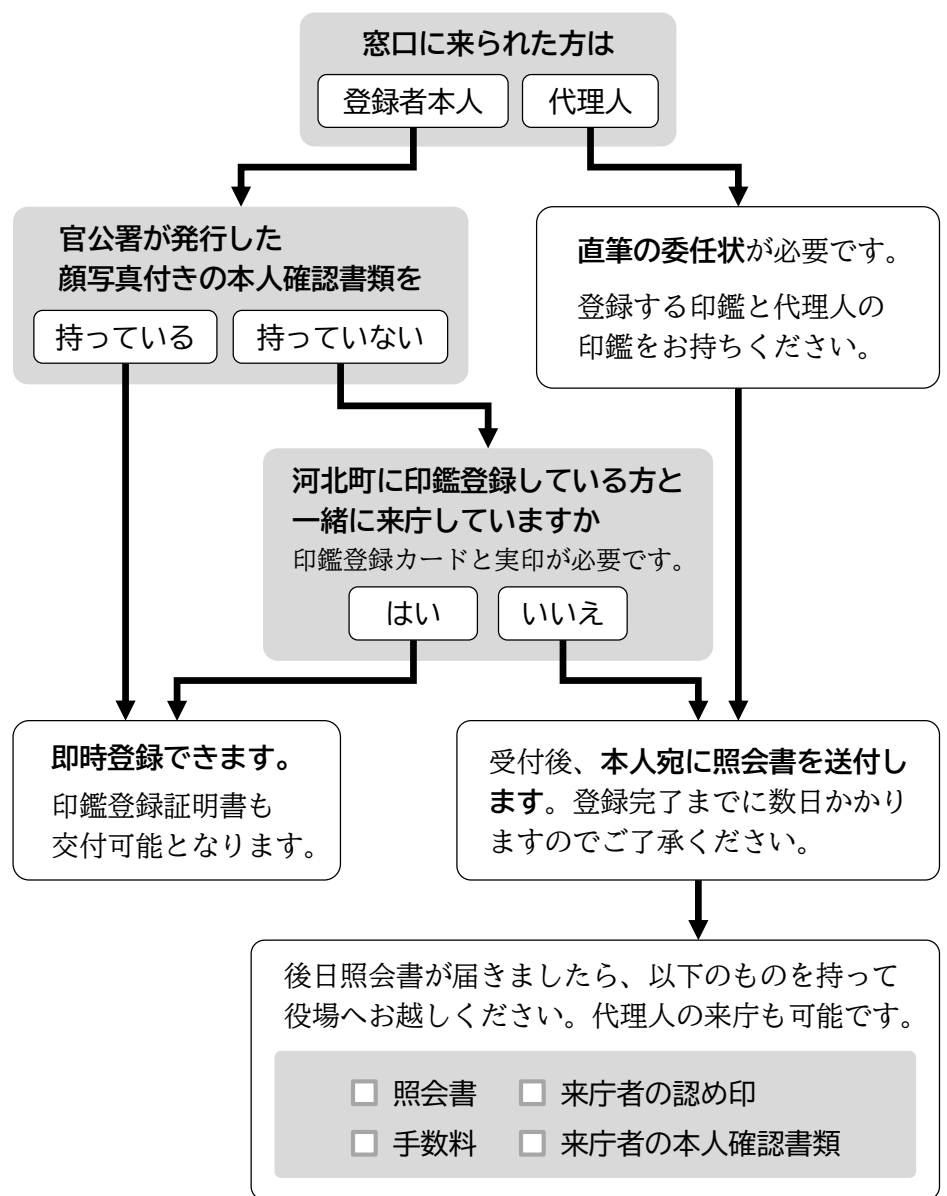 窓口に来られた方は
登録者本人
代理人
官公署が発行した
顔写真付きの本人確認書類を
持っている
持っていない
直筆の委任状が必要です。
登録する印鑑と代理人の
印鑑をお持ちください。
河北町に印鑑登録している方と
一緒に来庁していますか
印鑑登録カードと実印が必要です。
はい
いいえ
即時登録できます。
印鑑登録証明書も
交付可能となります。
受付後、本人宛に照会書を送付し
ます。登録完了までに数日かかり
ますのでご了承ください。
後日照会書が届きましたら、以下のものを持って
役場へお越しください。代理人の来庁も可能です。
□ 照会書 □ 来庁者の認め印
□ 手数料 □ 来庁者の本人確認書類